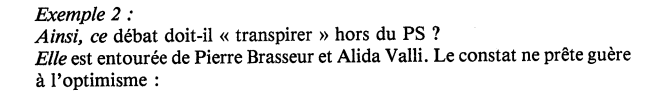 Exemple 2 :
Ainsi, ce débat doit-il « transpirer » hors du PS ?
Elle est entourée de Pierre Brasseur et Alida Valli. Le constat ne prête guère
à l'optimisme :